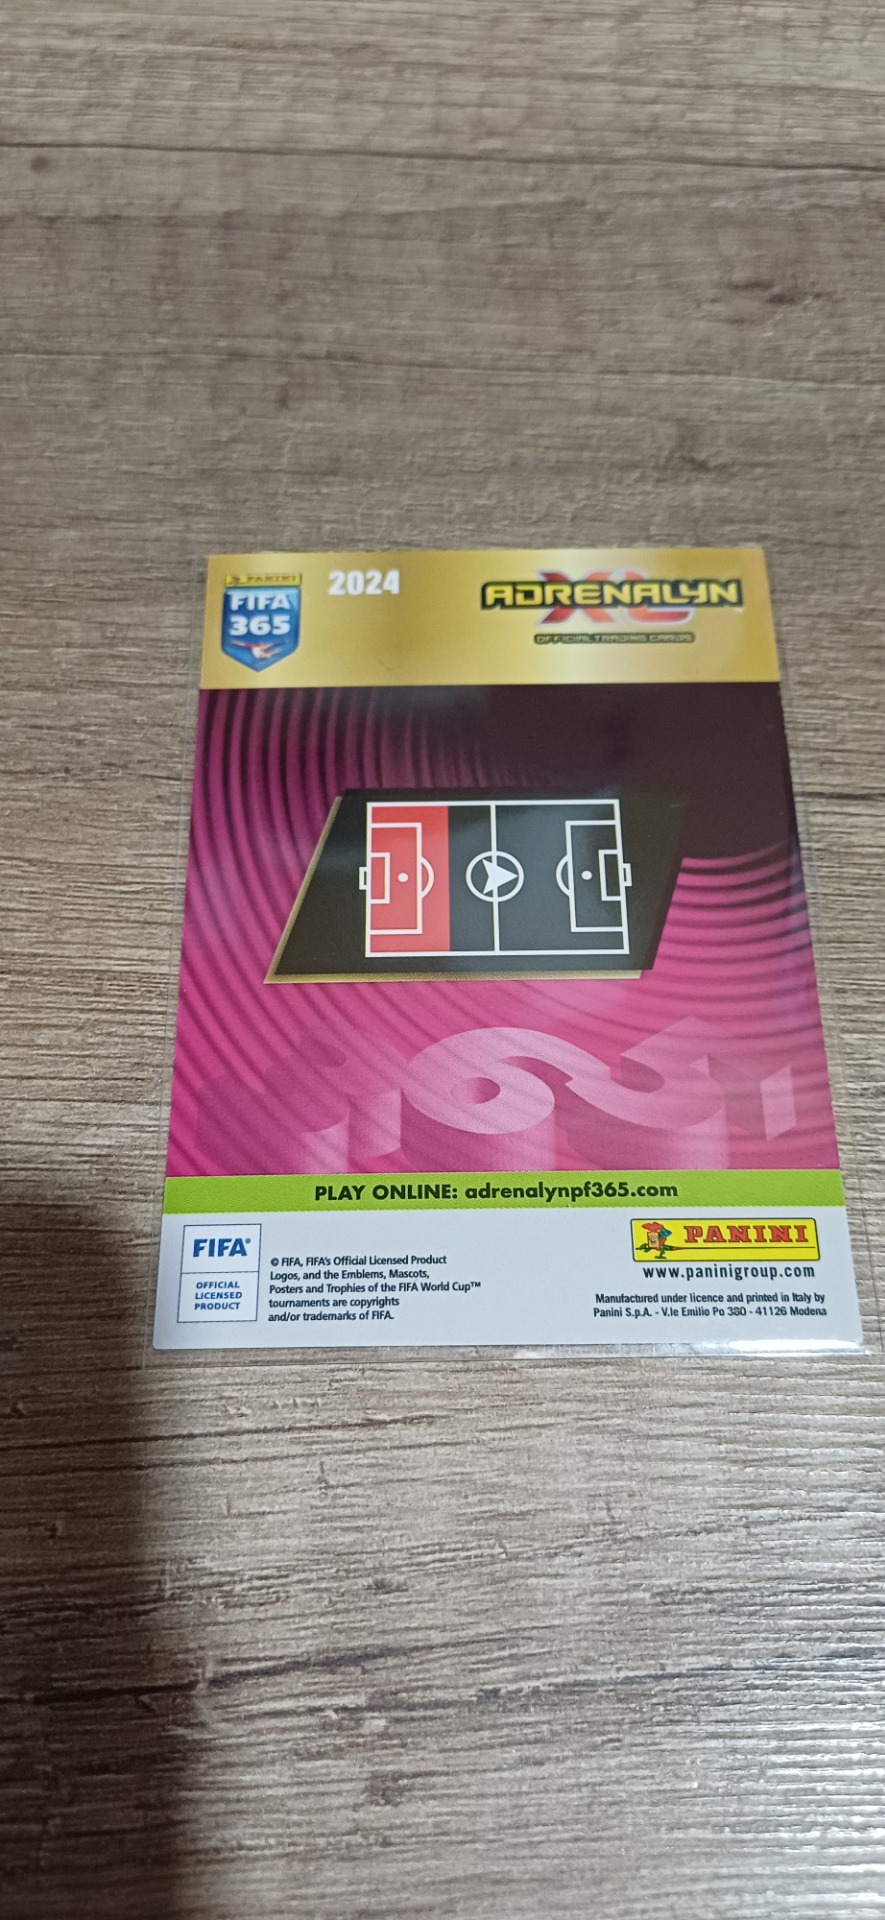 PANINI
FIFA
365
2024
ADRENALYN
XL
OFFICIAL TRADING CARDS
365
PLAY ONLINE: adrenalynpf365.com
FIFA®
OFFICIAL
LICENSED
PRODUCT
© FIFA, FIFA's Official Licensed Product
Logos, and the Emblems, Mascots,
Posters and Trophies of the FIFA World Cup™
tournaments are copyrights
and/or trademarks of FIFA.
PANINI
www.paninigroup.com
Manufactured under licence and printed in Italy by
Panini S.p.A. - V.le Emilio Po 380 - 41126 Modena